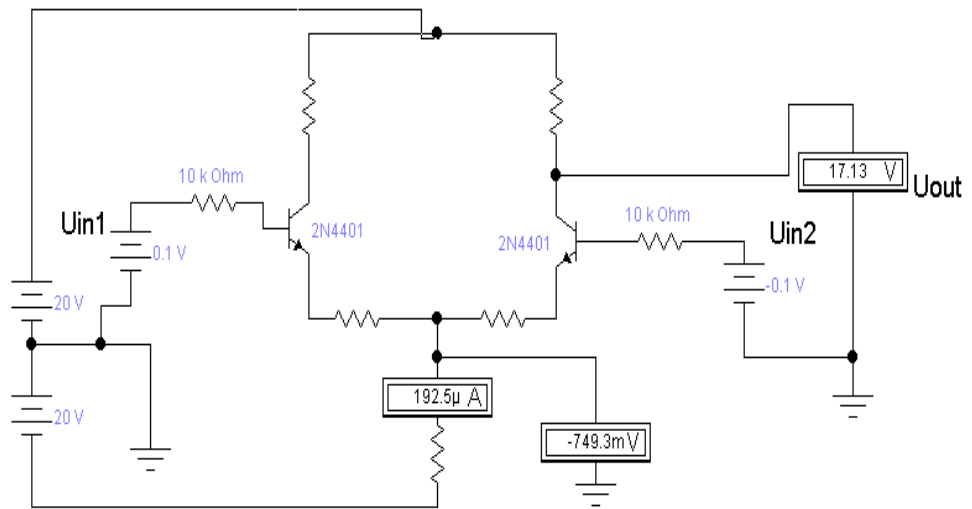 10 k Ohm
Uin1
0.1 V
2N4401
20 V
20 V
17.13 V
Uout
10 k Ohm
2N4401
Uin2
-0.1 V
192.5µ A
-749.3mV